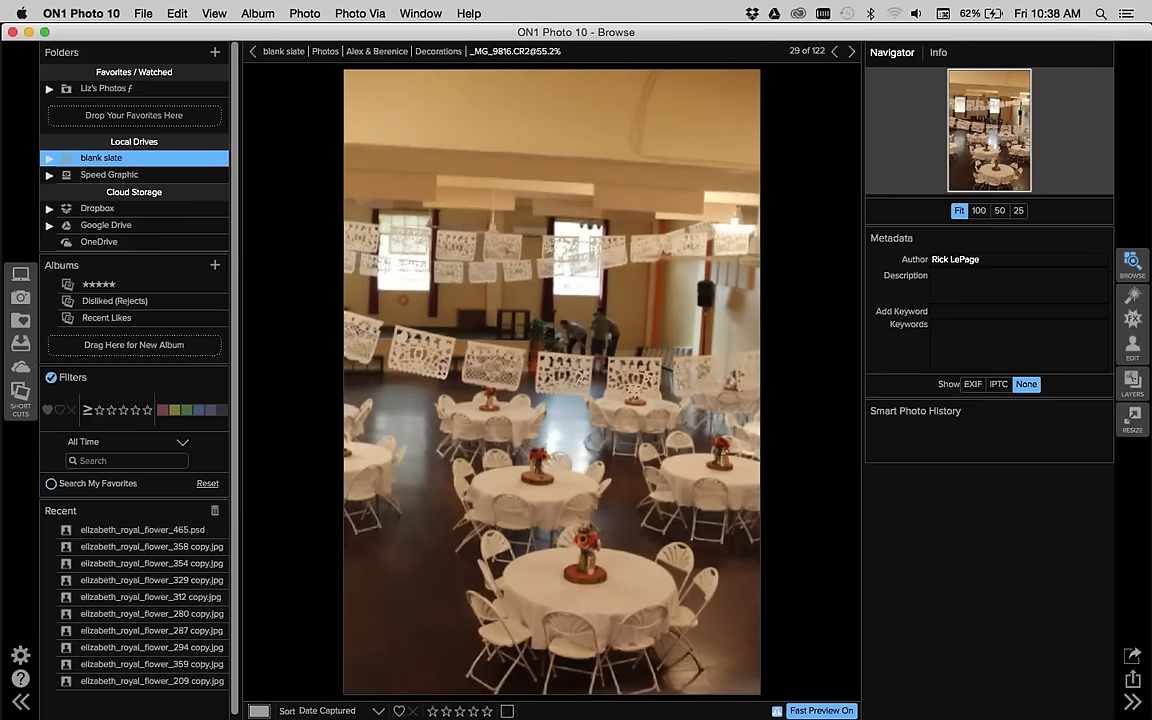 ON1 Photo 10 File Edit View Album Photo Photo Via Window Help 62% Fri 10:38 AM
ON1 Photo 10 - Browse
Folders
Favorites / Watched
Liz's Photos ƒ
Drop Your Favorites Here
Local Drives
blank slate
Speed Graphic
Cloud Storage
Dropbox
Google Drive
OneDrive
Albums
Disliked (Rejects)
Recent Likes
Drag Here for New Album
Filters
All Time
Search
Search My Favorites Reset
Recent
elizabeth_royal_flower_465.psd
elizabeth_royal_flower_358 copy.jpg
elizabeth_royal_flower_354 copy.jpg
elizabeth_royal_flower_329 copy.jpg
elizabeth_royal_flower_312 copy.jpg
elizabeth_royal_flower_280 copy.jpg
elizabeth_royal_flower_287 copy.jpg
elizabeth_royal_flower_294 copy.jpg
elizabeth_royal_flower_359 copy.jpg
elizabeth_royal_flower_209 copy.jpg
SHORT
CUTS
blank slate | Photos | Alex & Berenice | Decorations | _MG_9816.CR2@55.2% 29 of 122
Sort Date Captured
Fast Preview On
Navigator Info
Fit 100 50 25
Metadata
Author Rick LePage
Description
Add Keyword
Keywords
Show EXIF IPTC None
Smart Photo History
BROWSE
FX
EDIT
LAYERS
RESIZE